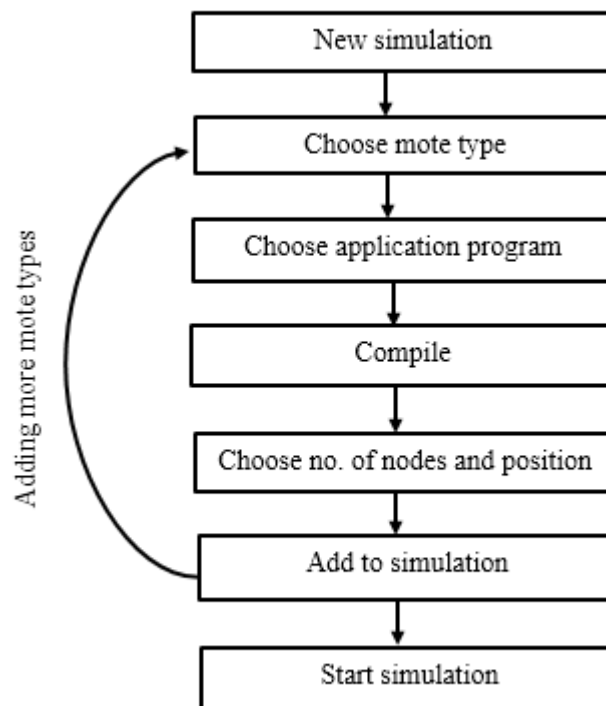 New simulation
Choose mote type
Choose application program
Compile
Choose no. of nodes and position
Add to simulation
Start simulation
Adding more mote types